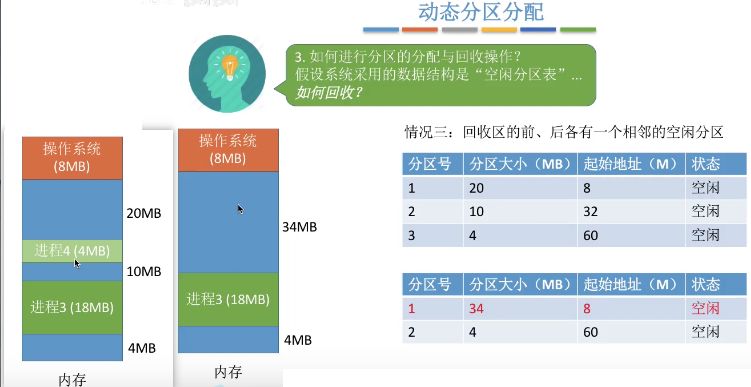 动态分区分配
3. 如何进行分区的分配与回收操作？
假设系统采用的数据结构是“空闲分区表”...
如何回收？
操作系统
(8MB)
20MB
进程4 (4MB)
10MB
进程3 (18MB)
4MB
内存
操作系统
(8MB)
34MB
进程3 (18MB)
4MB
内存
情况三：回收区的前、后各有一个相邻的空闲分区
分区号 分区大小（MB） 起始地址（M） 状态
1 20 8 空闲
2 10 32 空闲
3 4 60 空闲
分区号 分区大小（MB） 起始地址（M） 状态
1 34 8 空闲
2 4 60 空闲